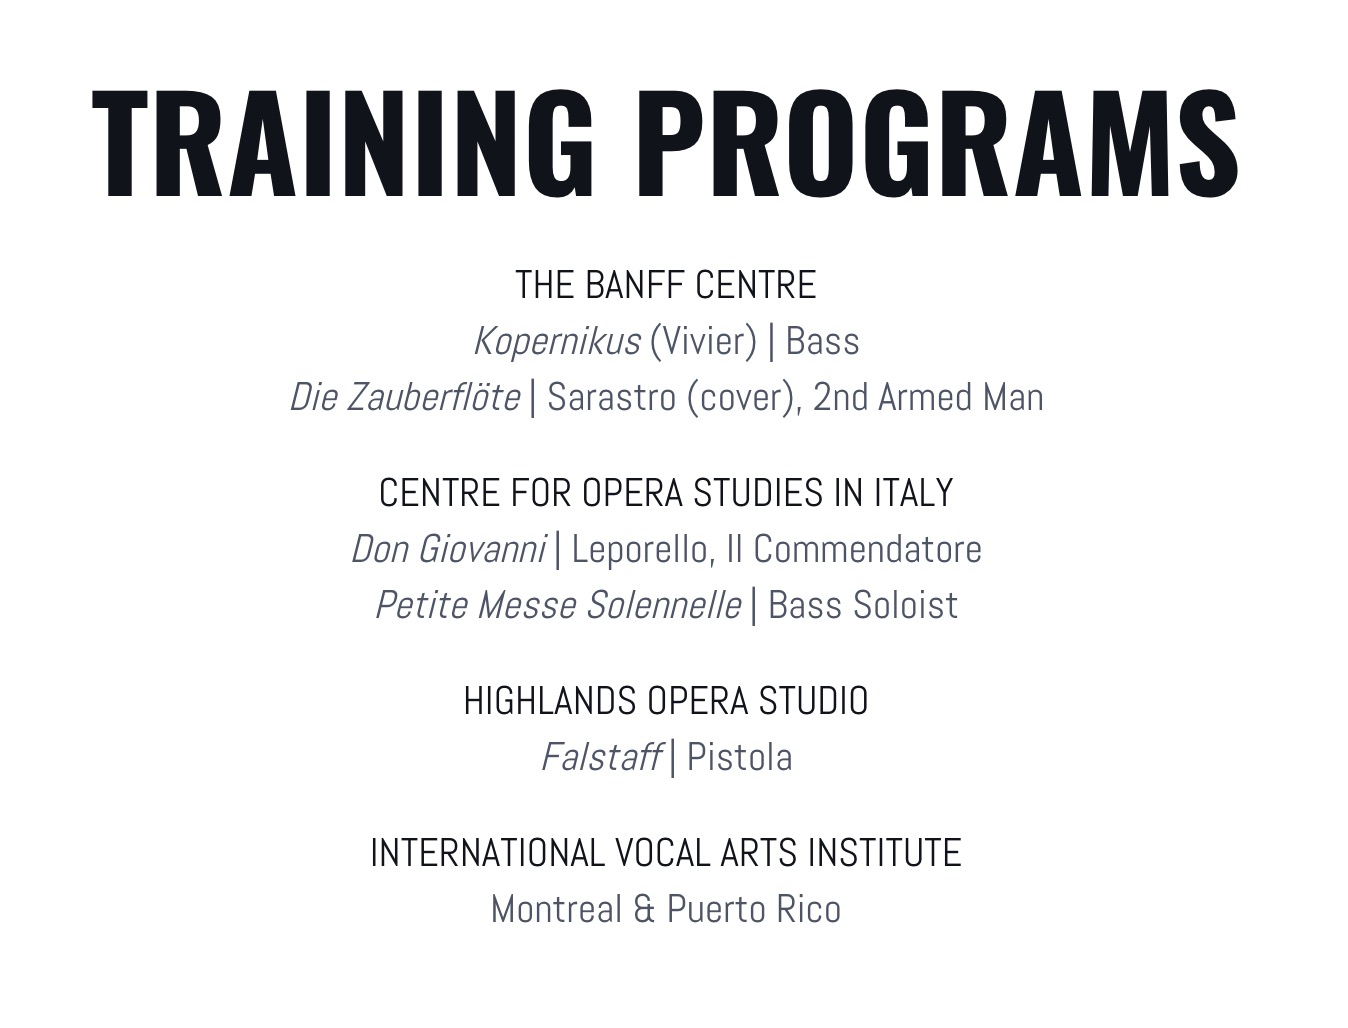 TRAINING PROGRAMS
THE BANFF CENTRE
Kopernikus (Vivier) | Bass
Die Zauberflöte | Sarastro (cover), 2nd Armed Man
CENTRE FOR OPERA STUDIES IN ITALY
Don Giovanni | Leporello, Il Commendatore
Petite Messe Solennelle | Bass Soloist
HIGHLANDS OPERA STUDIO
Falstaff | Pistola
INTERNATIONAL VOCAL ARTS INSTITUTE
Montreal & Puerto Rico